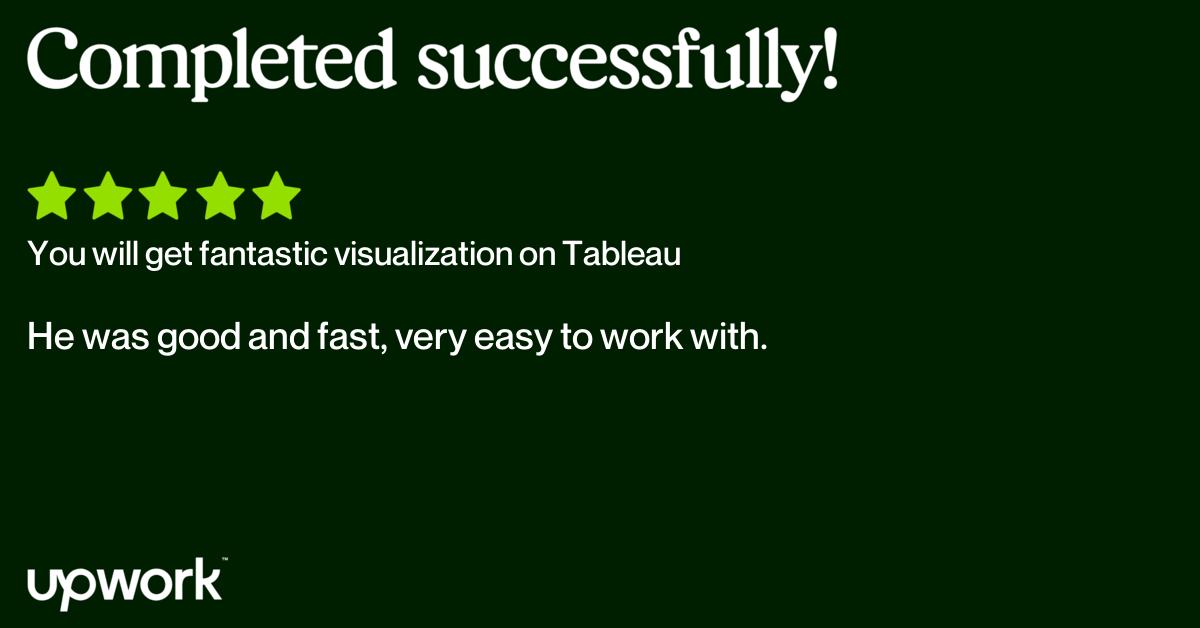 Completed successfully!
You will get fantastic visualization on Tableau
He was good and fast, very easy to work with.
upwork™